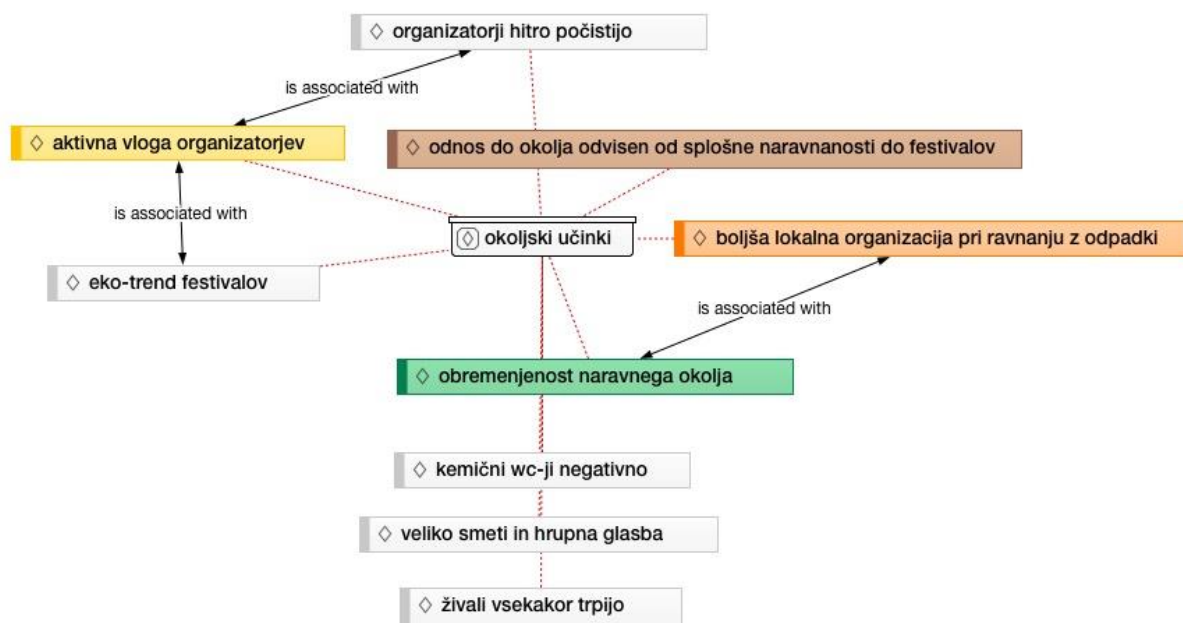 organizatorji hitro počistijo
is associated with
aktivna vloga organizatorjev
odnos do okolja odvisen od splošne naravnanosti do festivalov
is associated with
okoljski učinki
boljša lokalna organizacija pri ravnanju z odpadki
eko-trend festivalov
is associated with
obremenjenost naravnega okolja
kemični wc-ji negativno
veliko smeti in hrupna glasba
živali vsekakor trpijo